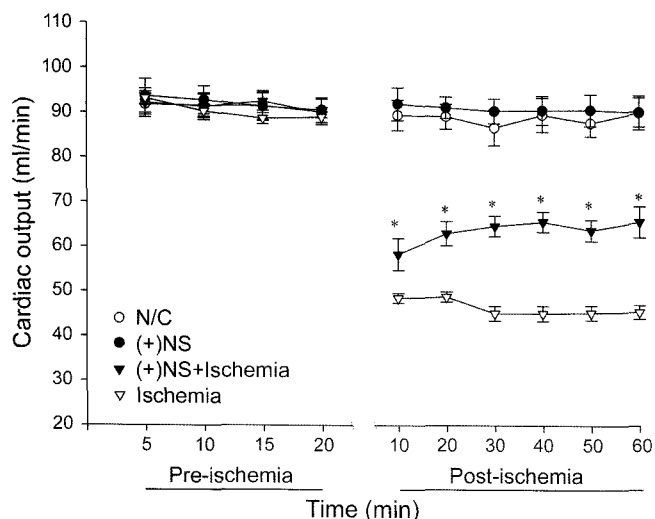 Cardiac output (ml/min)
110
100
90
80
70
60
50
40
30
20
* * * * * *
N/C
(+)NS
(+)NS+Ischemia
Ischemia
5 10 15 20 10 20 30 40 50 60
Pre-ischemia Post-ischemia
Time (min)